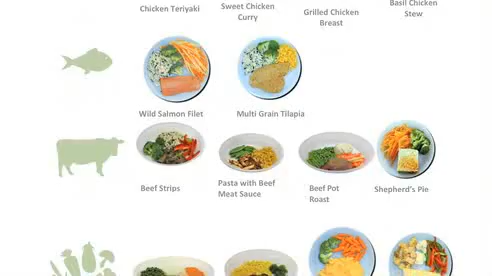 Chicken Teriyaki
Sweet Chicken
Curry
Grilled Chicken
Breast
Basil Chicken
Stew
Wild Salmon Filet
Multi Grain Tilapia
Beef Strips
Pasta with Beef
Meat Sauce
Beef Pot
Roast
Shepherd's Pie